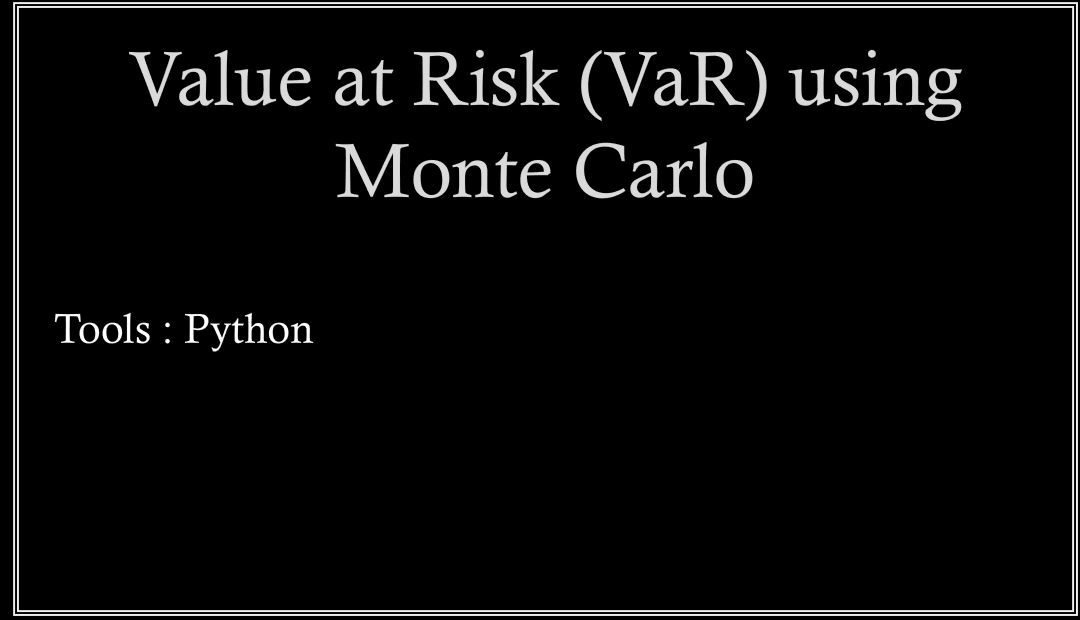 Value at Risk (VaR) using
Monte Carlo
Tools : Python